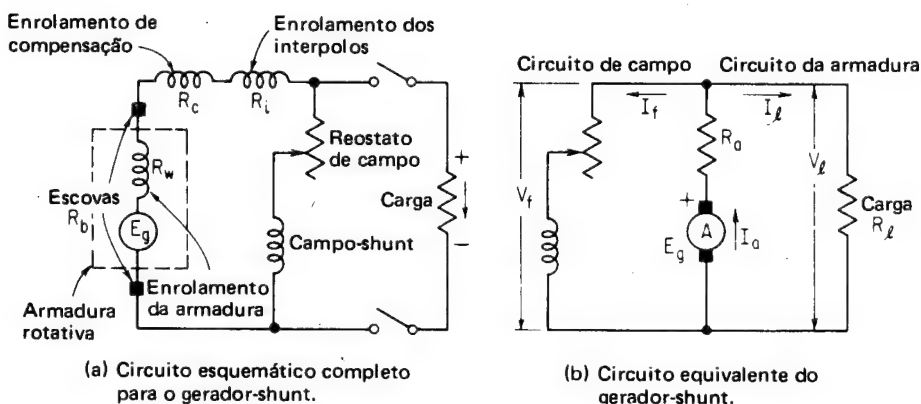 Enrolamento de
compensação
Enrolamento dos
interpolos
R_c
R_i
Reostato
de campo
R_w
Escovas
R_b
E_g
Campo-shunt
Carga
+
−
Armadura
rotativa
Enrolamento
da armadura
(a) Circuito esquemático completo
para o gerador-shunt.
Circuito de campo
Circuito da armadura
I_f
I_ℓ
R_a
V_f
V_ℓ
Carga
R_ℓ
+
E_g
A
I_a
(b) Circuito equivalente do
gerador-shunt.